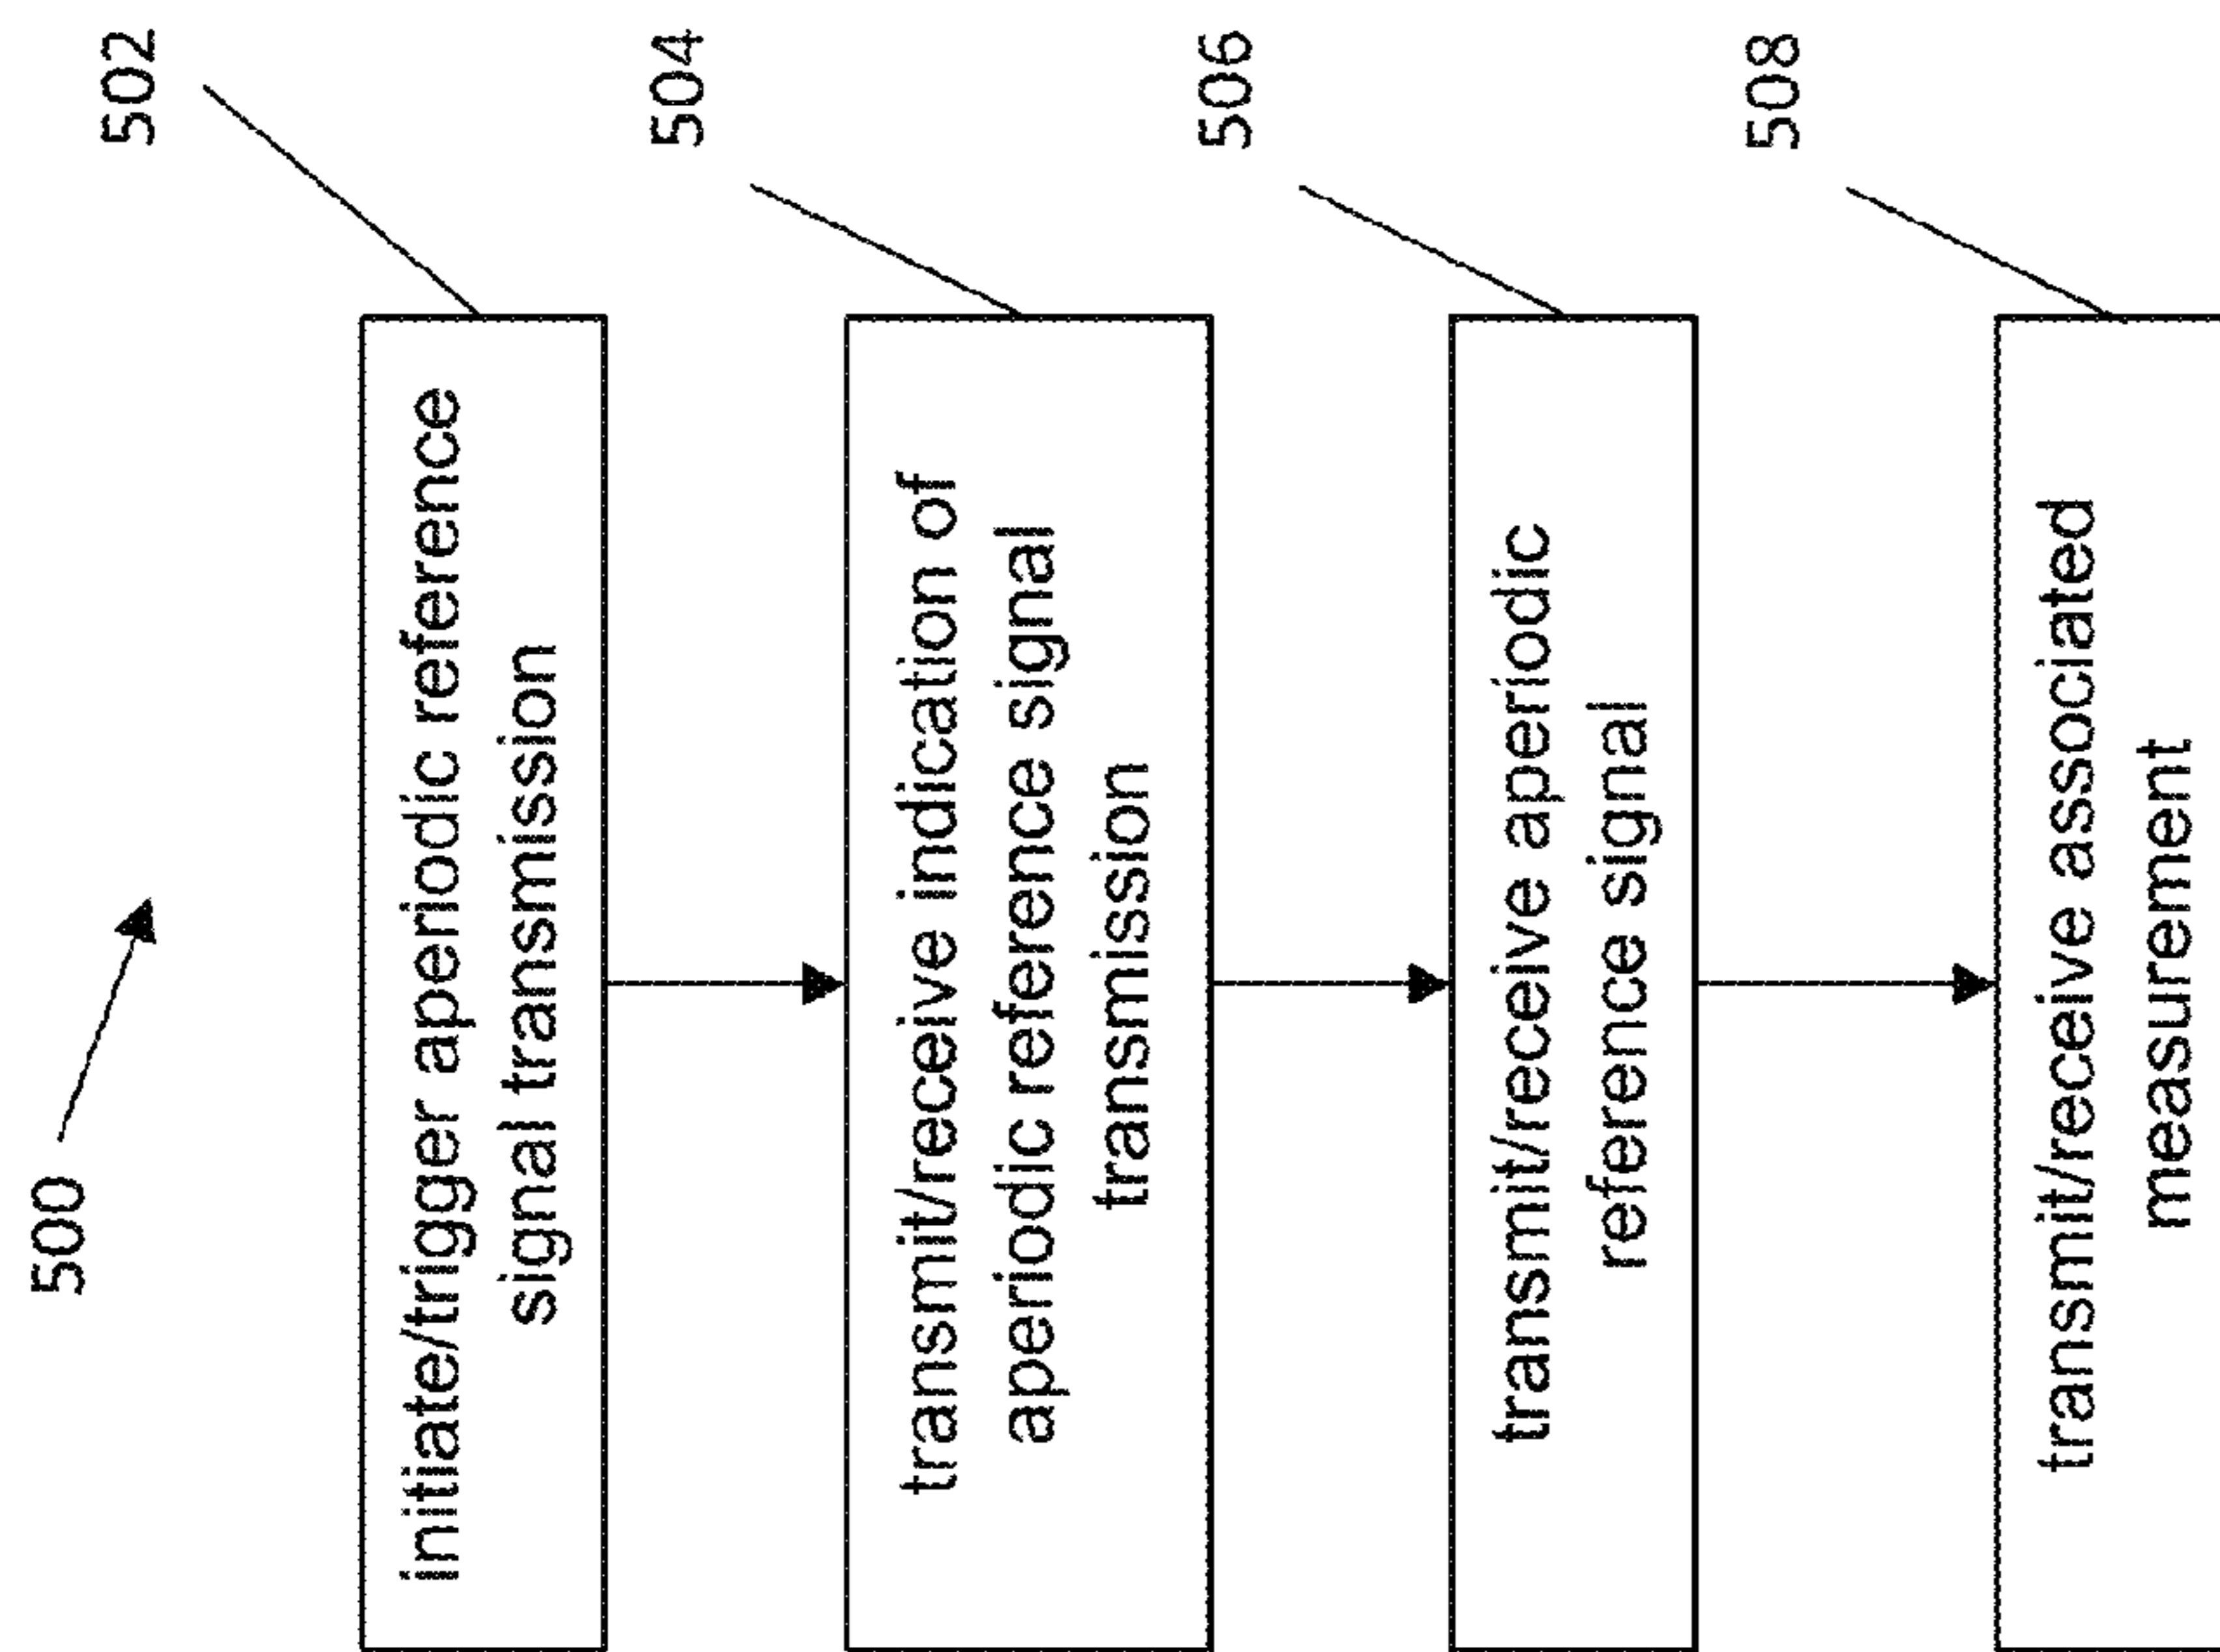 500
502
initiate/trigger aperiodic reference
signal transmission
504
transmit/receive indication of
aperiodic reference signal
transmission
506
transmit/receive aperiodic
reference signal
508
transmit/receive associated
measurement